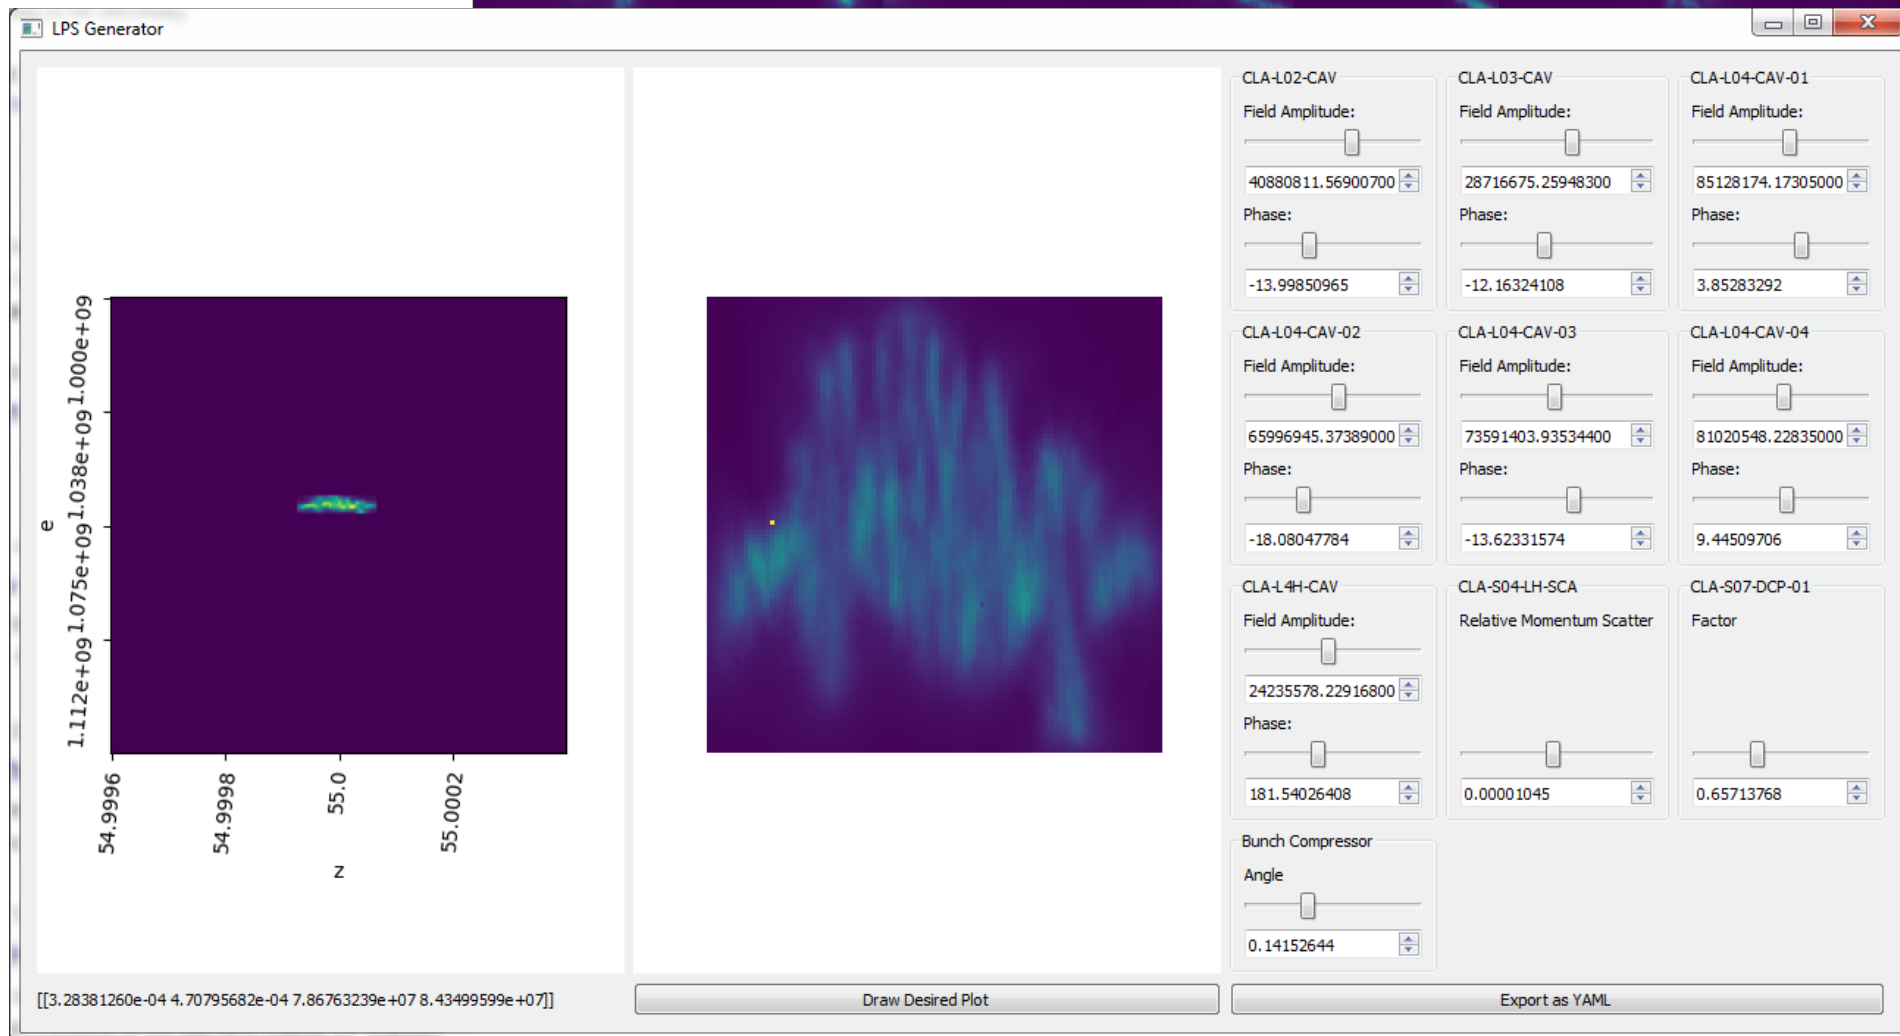 LPS Generator
1.000e+09
1.038e+09
1.075e+09
1.112e+09
e
54.9996
54.9998
55.0
55.0002
z
[[3.28381260e-04 4.70795682e-04 7.86763239e+07 8.43499599e+07]]
Draw Desired Plot
CLA-L02-CAV
Field Amplitude:
40880811.56900700
Phase:
-13.99850965
CLA-L03-CAV
Field Amplitude:
28716675.25948300
Phase:
-12.16324108
CLA-L04-CAV-01
Field Amplitude:
85128174.17305000
Phase:
3.85283292
CLA-L04-CAV-02
Field Amplitude:
65996945.37389000
Phase:
-18.08047784
CLA-L04-CAV-03
Field Amplitude:
73591403.93534400
Phase:
-13.62331574
CLA-L04-CAV-04
Field Amplitude:
81020548.22835000
Phase:
9.44509706
CLA-L4H-CAV
Field Amplitude:
24235578.22916800
Phase:
181.54026408
CLA-S04-LH-SCA
Relative Momentum Scatter
0.00001045
CLA-S07-DCP-01
Factor
0.65713768
Bunch Compressor
Angle
0.14152644
Export as YAML